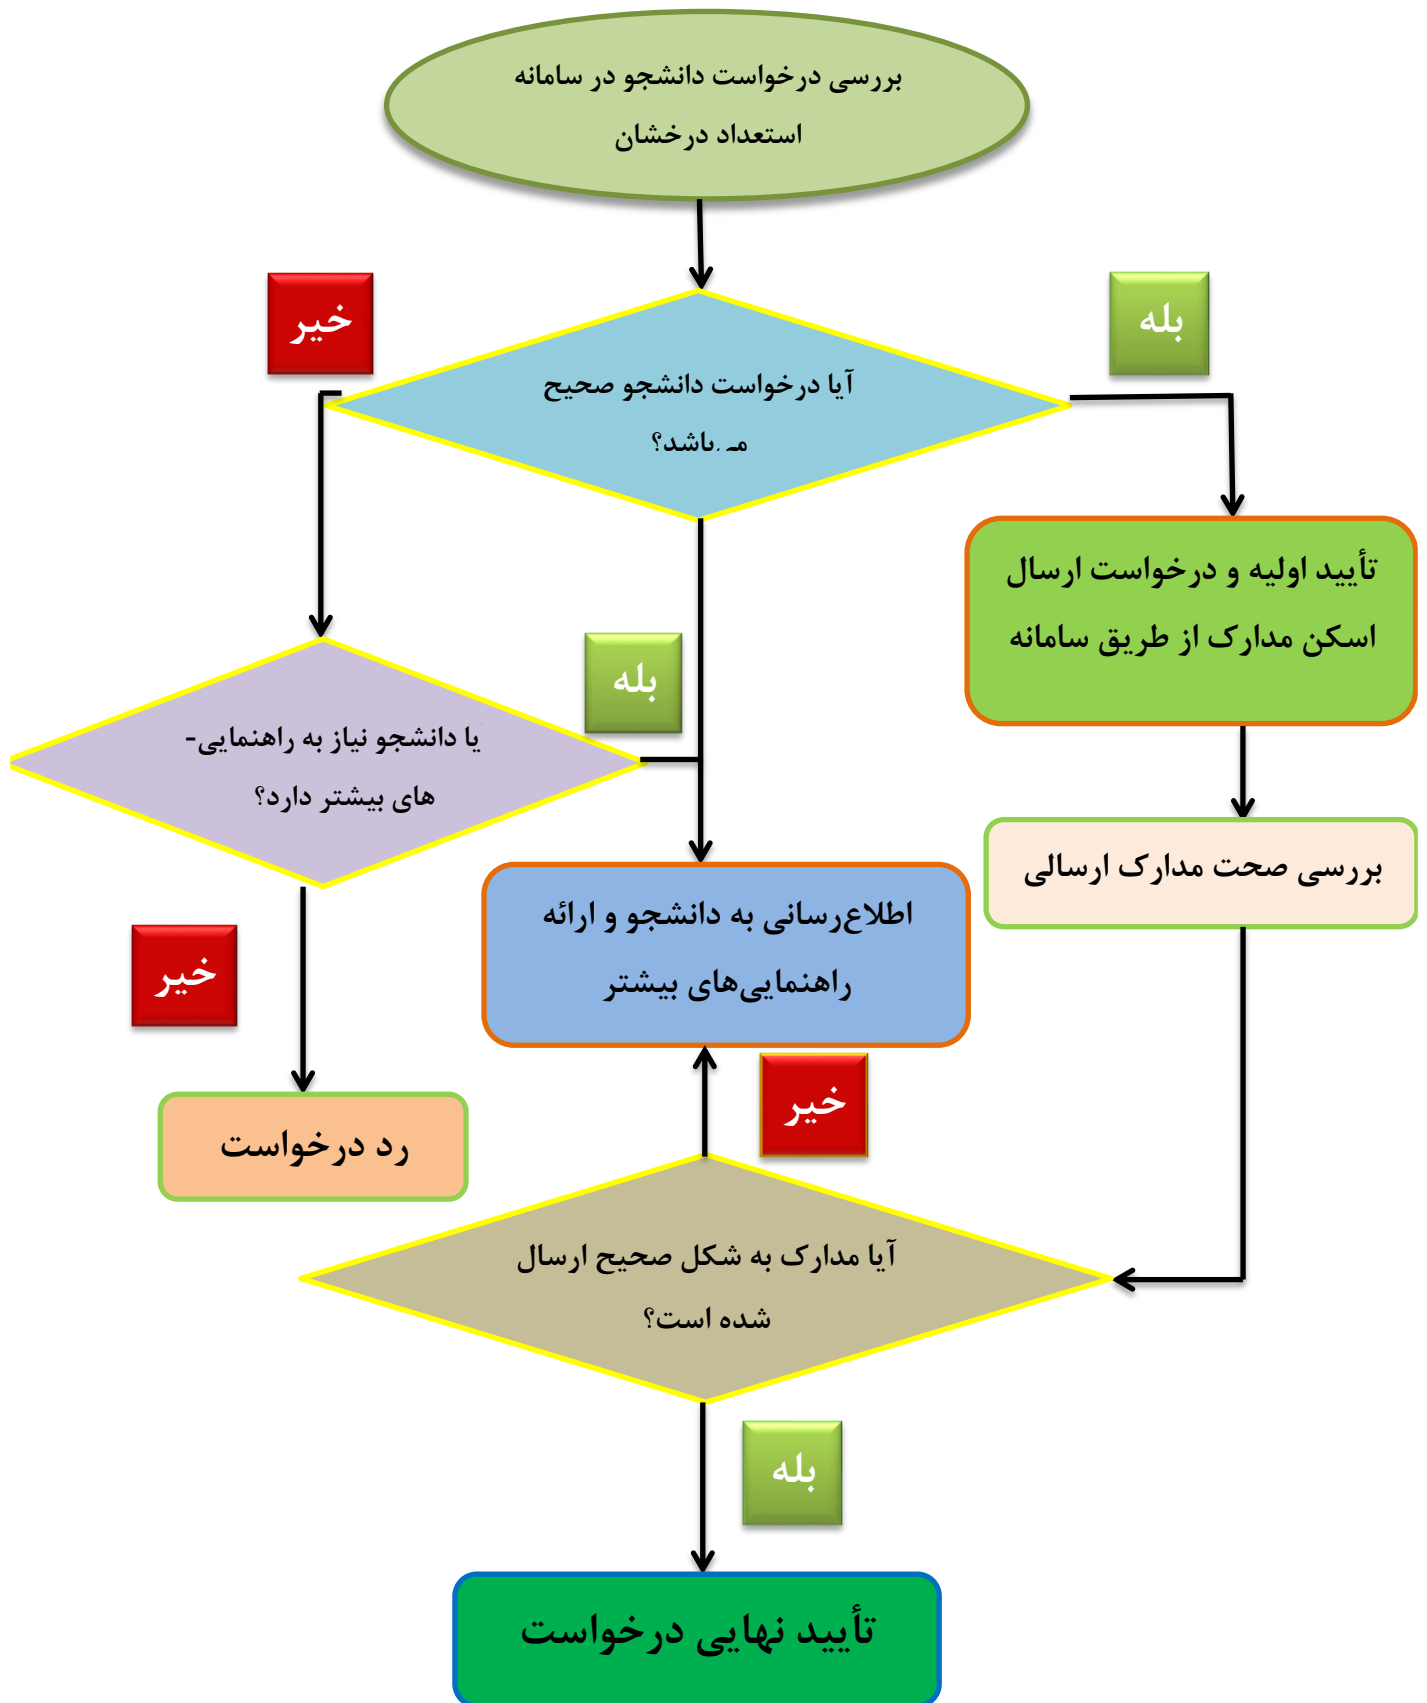 بررسی درخواست دانشجو در سامانه
استعداد درخشان
خیر
بله
آیا درخواست دانشجو صحیح
می‌باشد؟
تأیید اولیه و درخواست ارسال
اسکن مدارک از طریق سامانه
بله
یا دانشجو نیاز به راهنمایی-
های بیشتر دارد؟
بررسی صحت مدارک ارسالی
اطلاع‌رسانی به دانشجو و ارائه
راهنمایی‌های بیشتر
خیر
خیر
رد درخواست
آیا مدارک به شکل صحیح ارسال
شده است؟
بله
تأیید نهایی درخواست